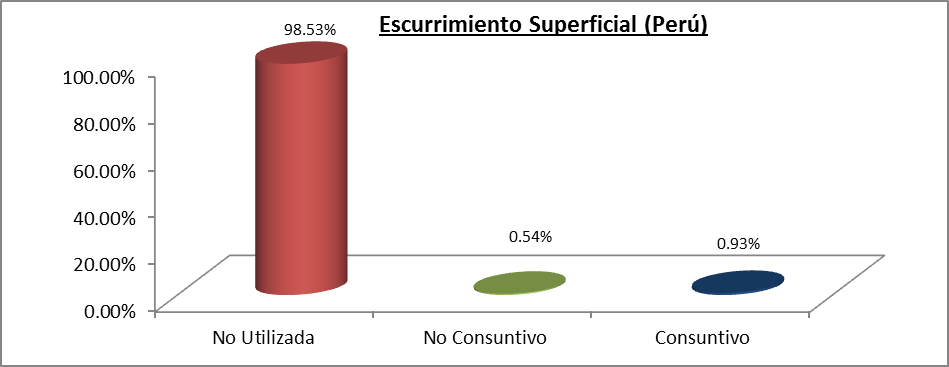 Escurrimiento Superficial (Perú)
98.53%
100.00%
80.00%
60.00%
40.00%
20.00%
0.00%
0.54%
0.93%
No Utilizada
No Consuntivo
Consuntivo